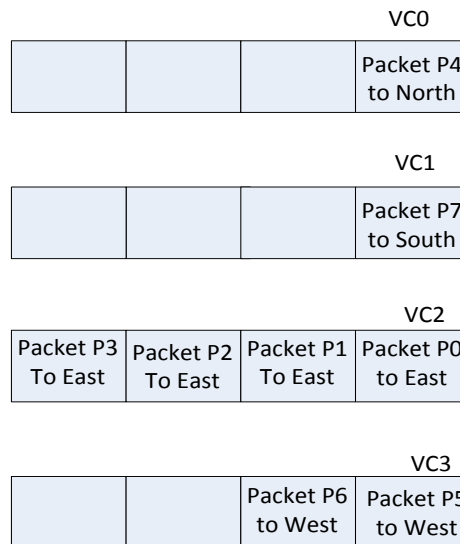 VC0
Packet P4
to North
VC1
Packet P7
to South
VC2
Packet P3
To East
Packet P2
To East
Packet P1
To East
Packet P0
to East
VC3
Packet P6
to West
Packet P5
to West